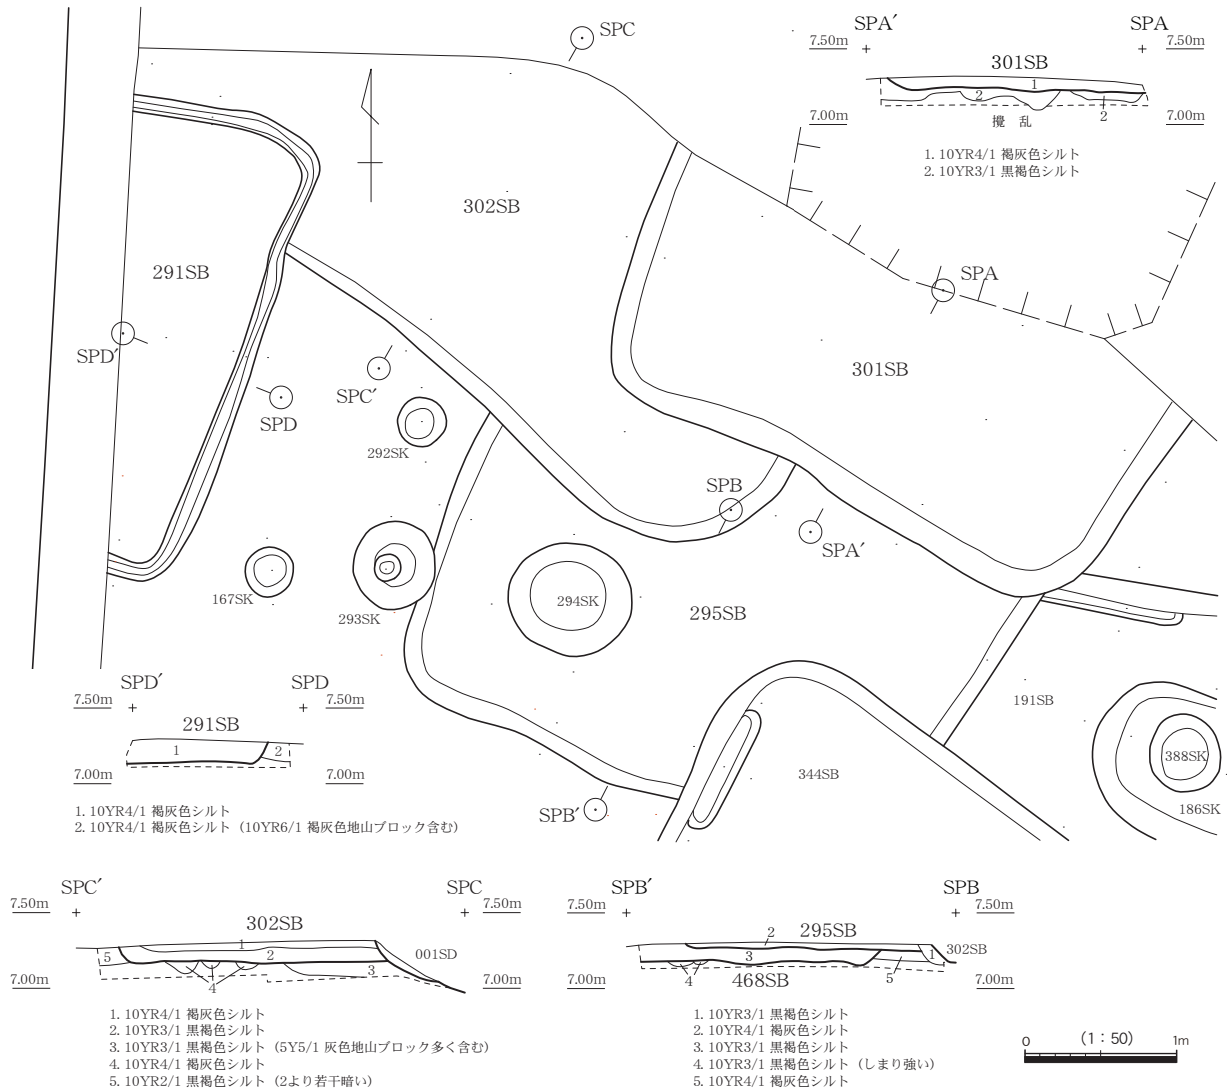 SPC
SPA′
SPA
7.50m
7.50m
301SB
1
2
2
7.00m
7.00m
攪 乱
1. 10YR4/1 褐灰色シルト
2. 10YR3/1 黒褐色シルト
302SB
291SB
SPA
SPD′
SPC′
SPD
301SB
292SK
SPB
SPA′
167SK
293SK
294SK
295SB
191SB
388SK
186SK
344SB
SPB′
SPD′
SPD
7.50m
7.50m
291SB
1
2
7.00m
7.00m
1. 10YR4/1 褐灰色シルト
2. 10YR4/1 褐灰色シルト（10YR6/1 褐灰色地山ブロック含む）
SPC′
SPC
7.50m
7.50m
302SB
1
2
3
4
5
001SD
7.00m
7.00m
1. 10YR4/1 褐灰色シルト
2. 10YR3/1 黒褐色シルト
3. 10YR3/1 黒褐色シルト（5Y5/1 灰色地山ブロック多く含む）
4. 10YR4/1 褐灰色シルト
5. 10YR2/1 黒褐色シルト（2より若干暗い）
SPB′
SPB
7.50m
7.50m
295SB
2
3
1
302SB
4
468SB
5
7.00m
7.00m
1. 10YR3/1 黒褐色シルト
2. 10YR4/1 褐灰色シルト
3. 10YR3/1 黒褐色シルト
4. 10YR3/1 黒褐色シルト（しまり強い）
5. 10YR4/1 褐灰色シルト
0 （1：50） 1m